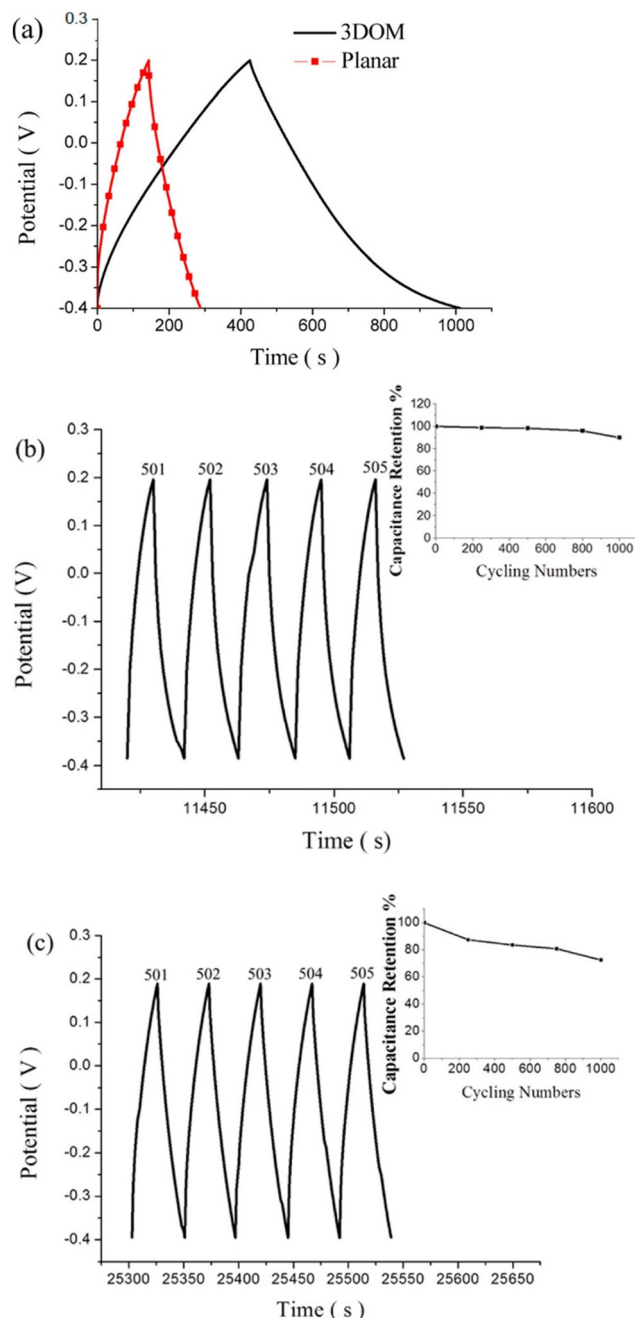 (a)
3DOM
Planar
Potential ( V )
0.3
0.2
0.1
0.0
-0.1
-0.2
-0.3
-0.4
0 200 400 600 800 1000
Time ( s )
(b)
501 502 503 504 505
Potential (V)
0.3
0.2
0.1
0.0
-0.1
-0.2
-0.3
-0.4
11450 11500 11550 11600
Time ( s)
Capacitance Retention %
120
100
80
60
40
20
0
0 200 400 600 800 1000
Cycling Numbers
(c)
501 502 503 504 505
Potential ( V )
0.3
0.2
0.1
0.0
-0.1
-0.2
-0.3
-0.4
25300 25350 25400 25450 25500 25550 25600 25650
Time ( s )
Capacitance Retention %
100
80
60
40
20
0
0 200 400 600 800 1000
Cycling Numbers